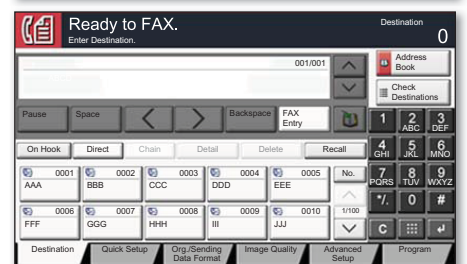 Ready to FAX.
Enter Destination.
Destination
0
001/001
Address
Book
Check
Destinations
Pause
Space
Backspace
FAX
Entry
1
2
ABC
3
DEF
On Hook
Direct
Chain
Detail
Delete
Recall
4
GHI
5
JKL
6
MNO
0001
AAA
0002
BBB
0003
CCC
0004
DDD
0005
EEE
No.
7
PQRS
8
TUV
9
WXYZ
*/.
0
#
0006
FFF
0007
GGG
0008
HHH
0009
III
0010
JJJ
1/100
C
Destination
Quick Setup
Org./Sending
Data Format
Image Quality
Advanced
Setup
Program